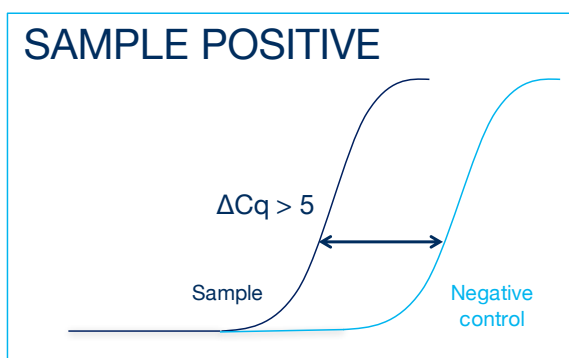 SAMPLE POSITIVE
ΔCq > 5
Sample
Negative
control